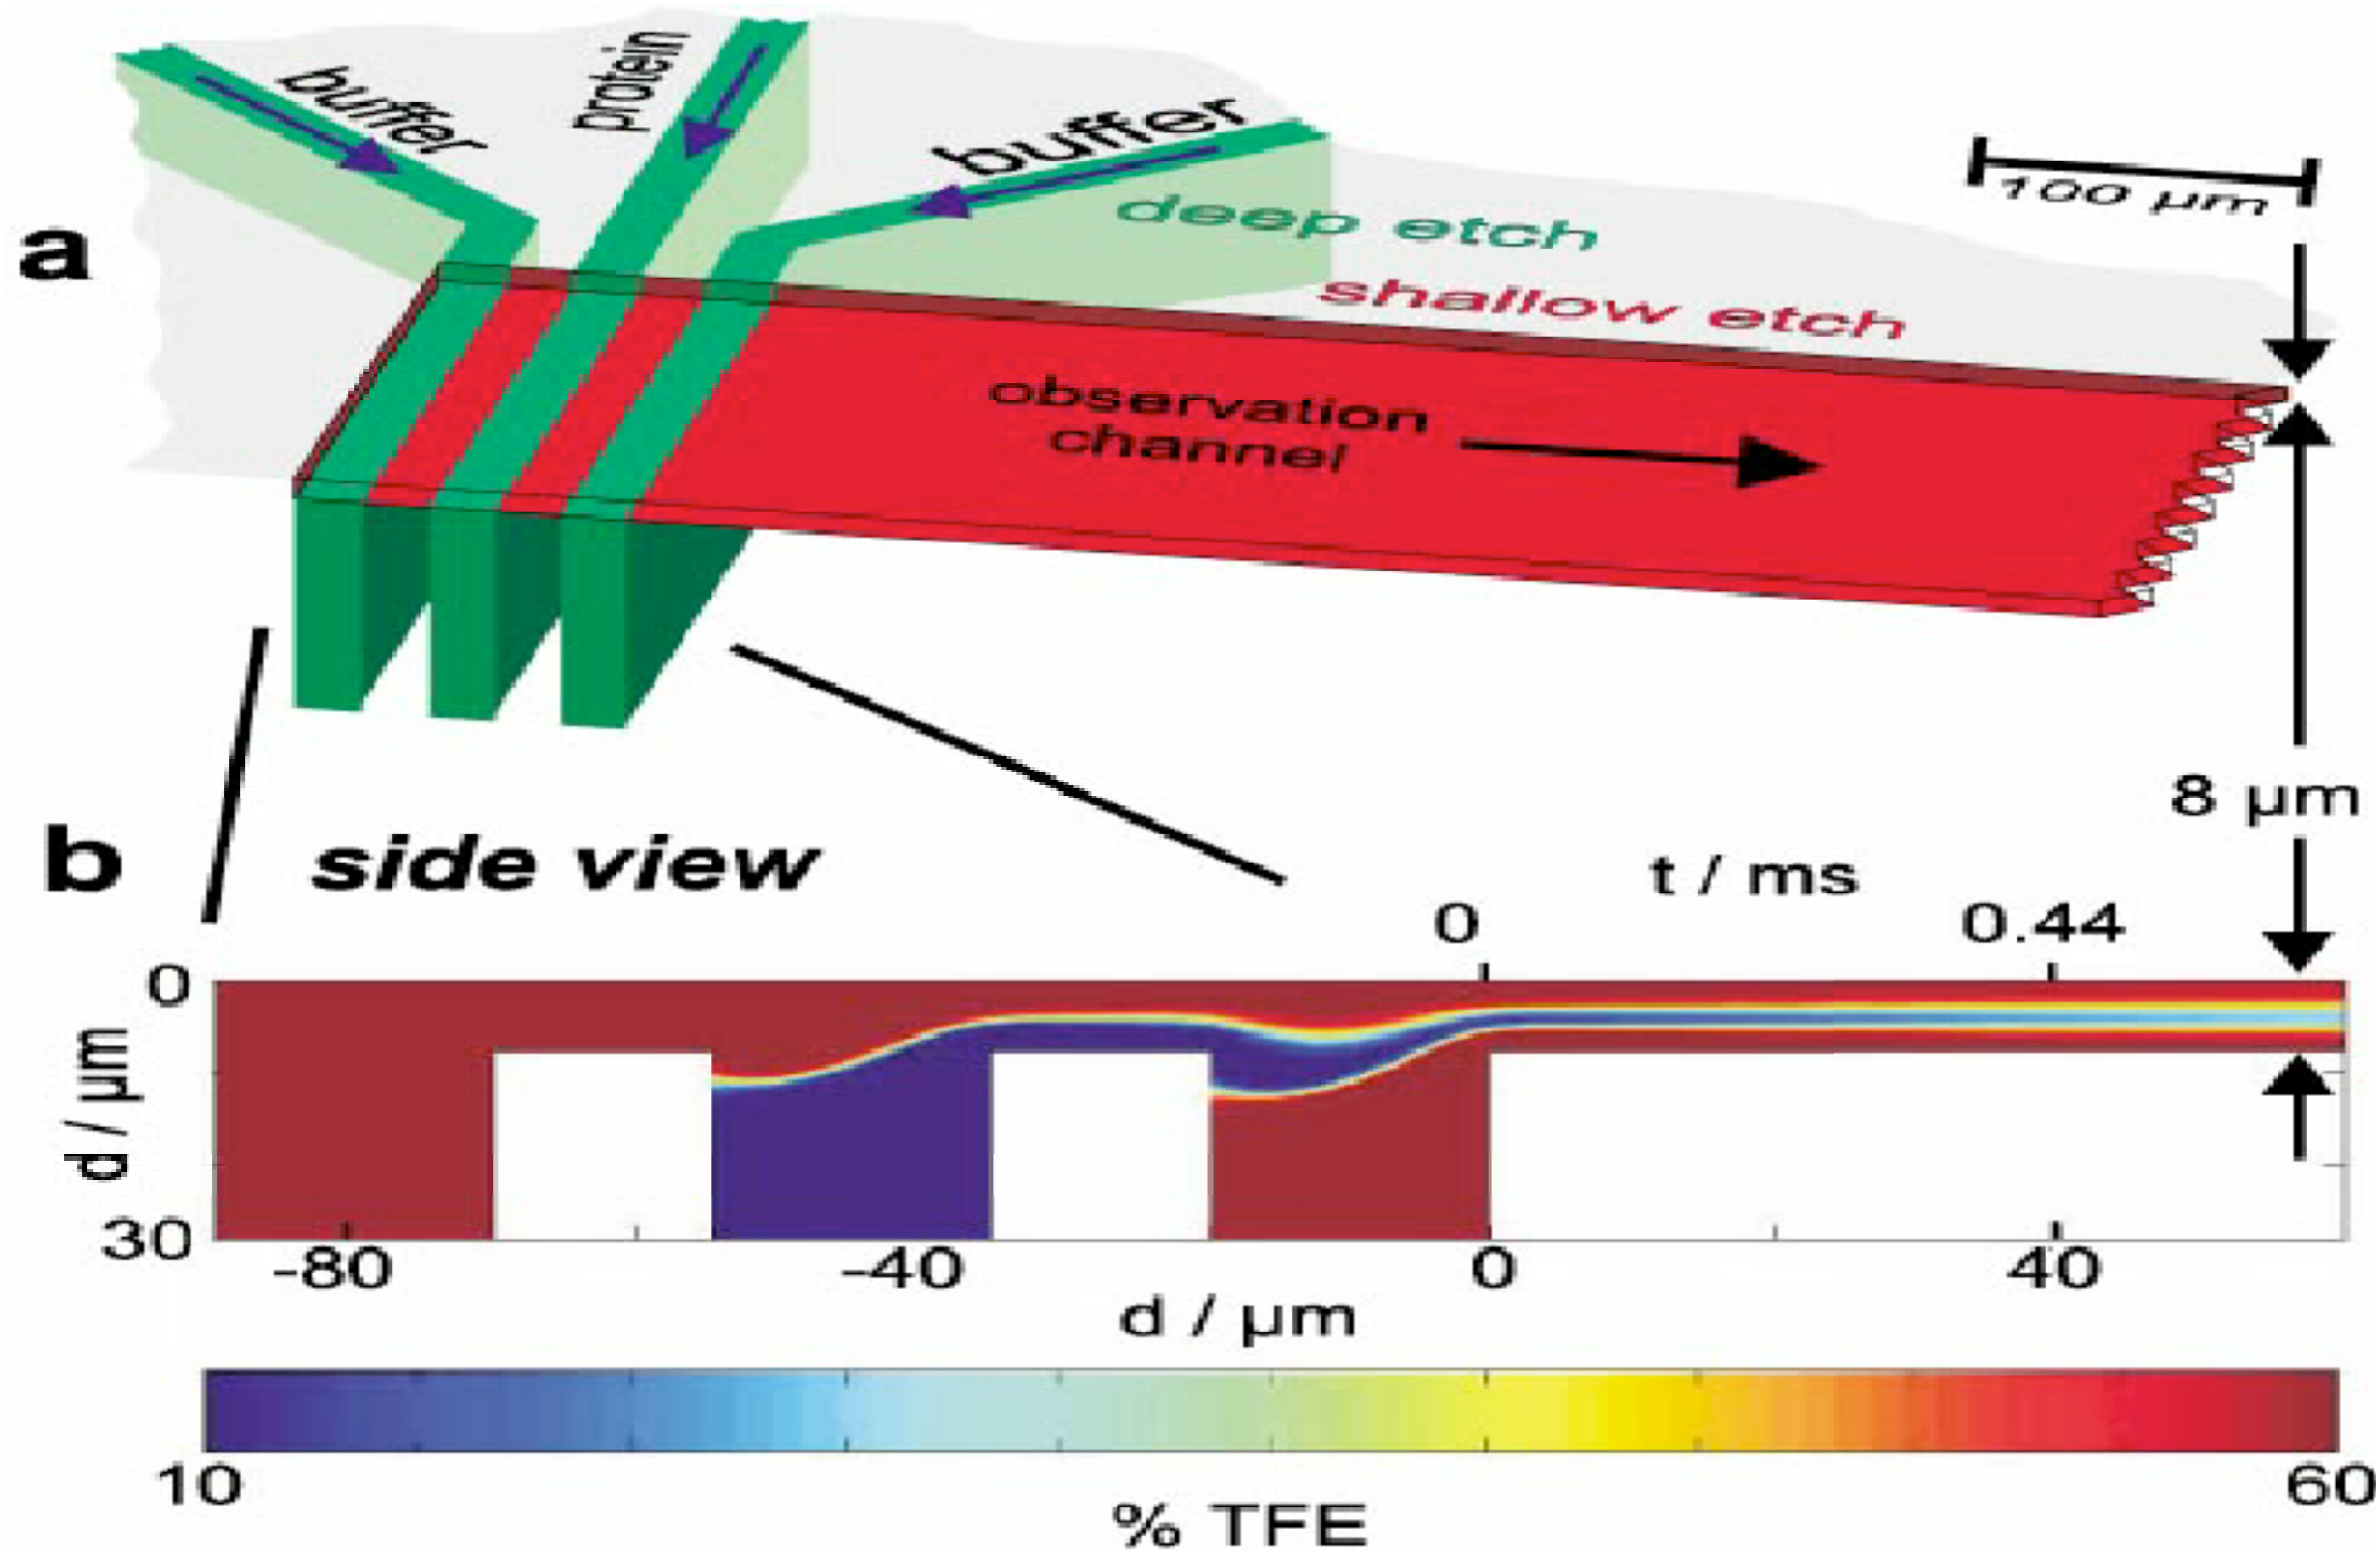 buffer
protein
buffer
100 µm
a
deep etch
shallow etch
observation
channel
8 µm
b
side view
t / ms
0
0.44
0
d / µm
30
-80
-40
0
40
d / µm
10
60
% TFE